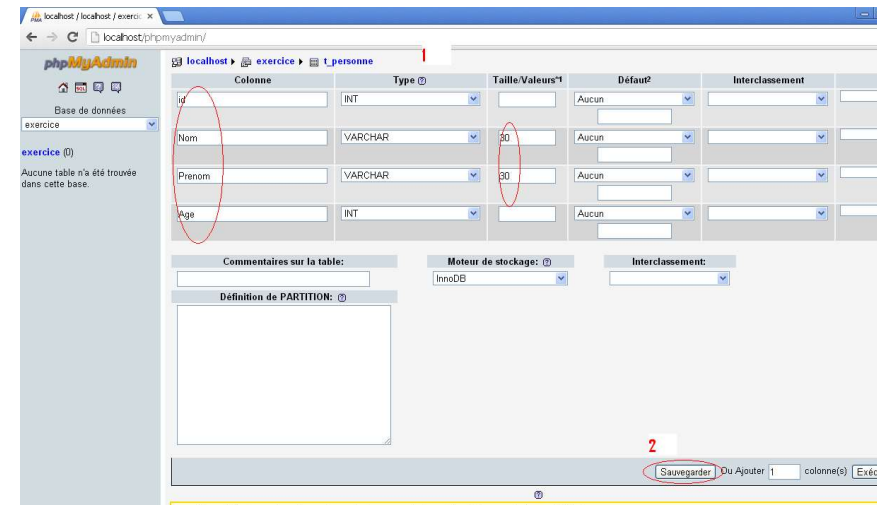 localhost / localhost / exercic
localhost/phpmyadmin/
phpMyAdmin
localhost exercice t_personne
1
Colonne Type Taille/Valeurs*1 Défaut2 Interclassement
id INT Aucun
Nom VARCHAR 30 Aucun
Prenom VARCHAR 30 Aucun
Age INT Aucun
Base de données
exercice
exercice (0)
Aucune table n'a été trouvée
dans cette base.
Commentaires sur la table: Moteur de stockage: Interclassement:
InnoDB
Définition de PARTITION:
2
Sauvegarder Ou Ajouter 1 colonne(s) Exéc